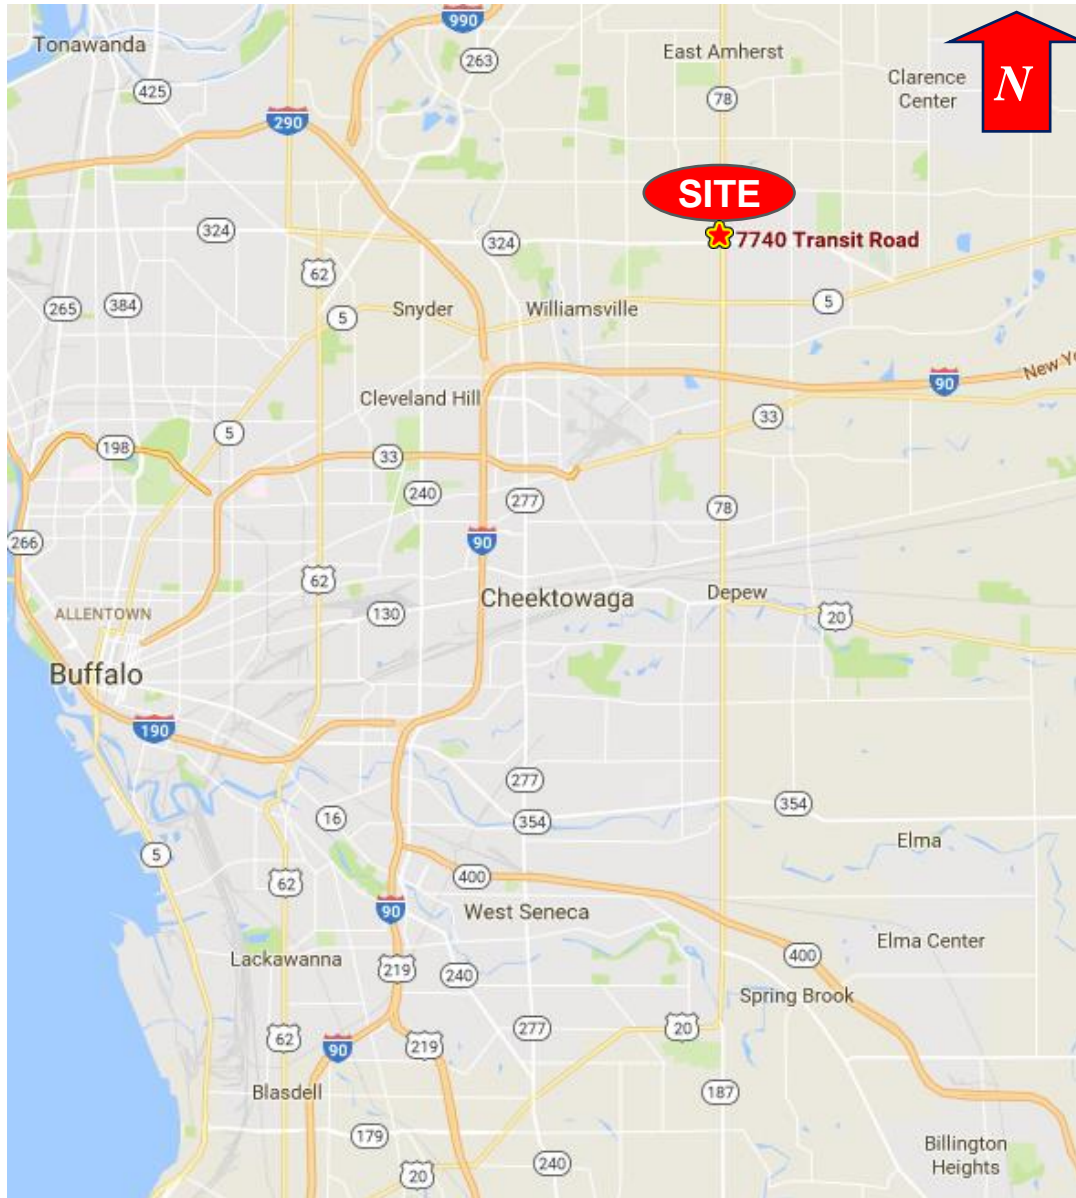 990
Tonawanda
263
East Amherst
N
Clarence
Center
425
78
290
SITE
324
324
7740 Transit Road
62
265
384
5
Snyder
Williamsville
5
90
New Yo
Cleveland Hill
33
5
198
33
240
277
78
266
90
62
Cheektowaga
Depew
ALLENTOWN
130
20
Buffalo
190
277
354
16
354
Elma
5
62
400
90
West Seneca
Elma Center
Lackawanna
219
240
400
Spring Brook
62
277
20
90
219
Blasdell
187
179
Billington
Heights
240
20